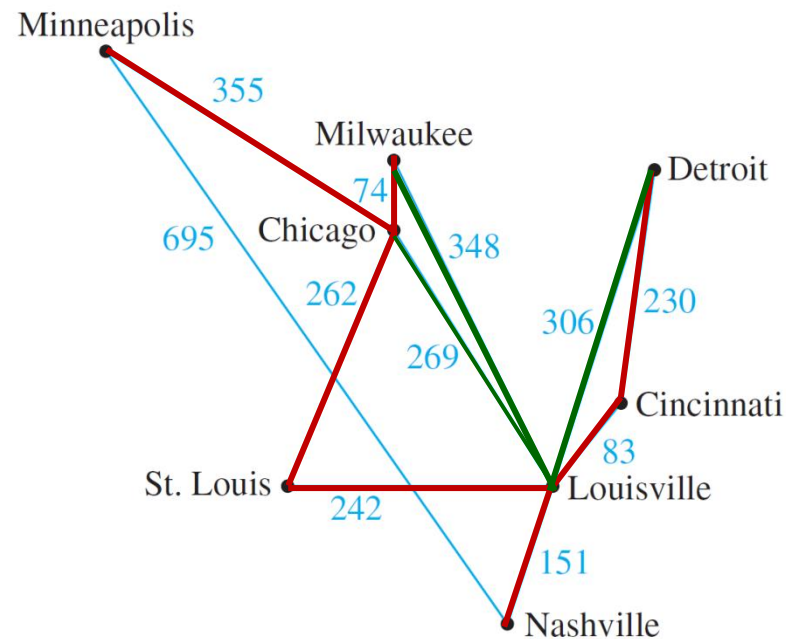 Minneapolis
355
Milwaukee
Detroit
74
Chicago
695
348
262
230
306
269
Cincinnati
83
St. Louis
Louisville
242
151
Nashville